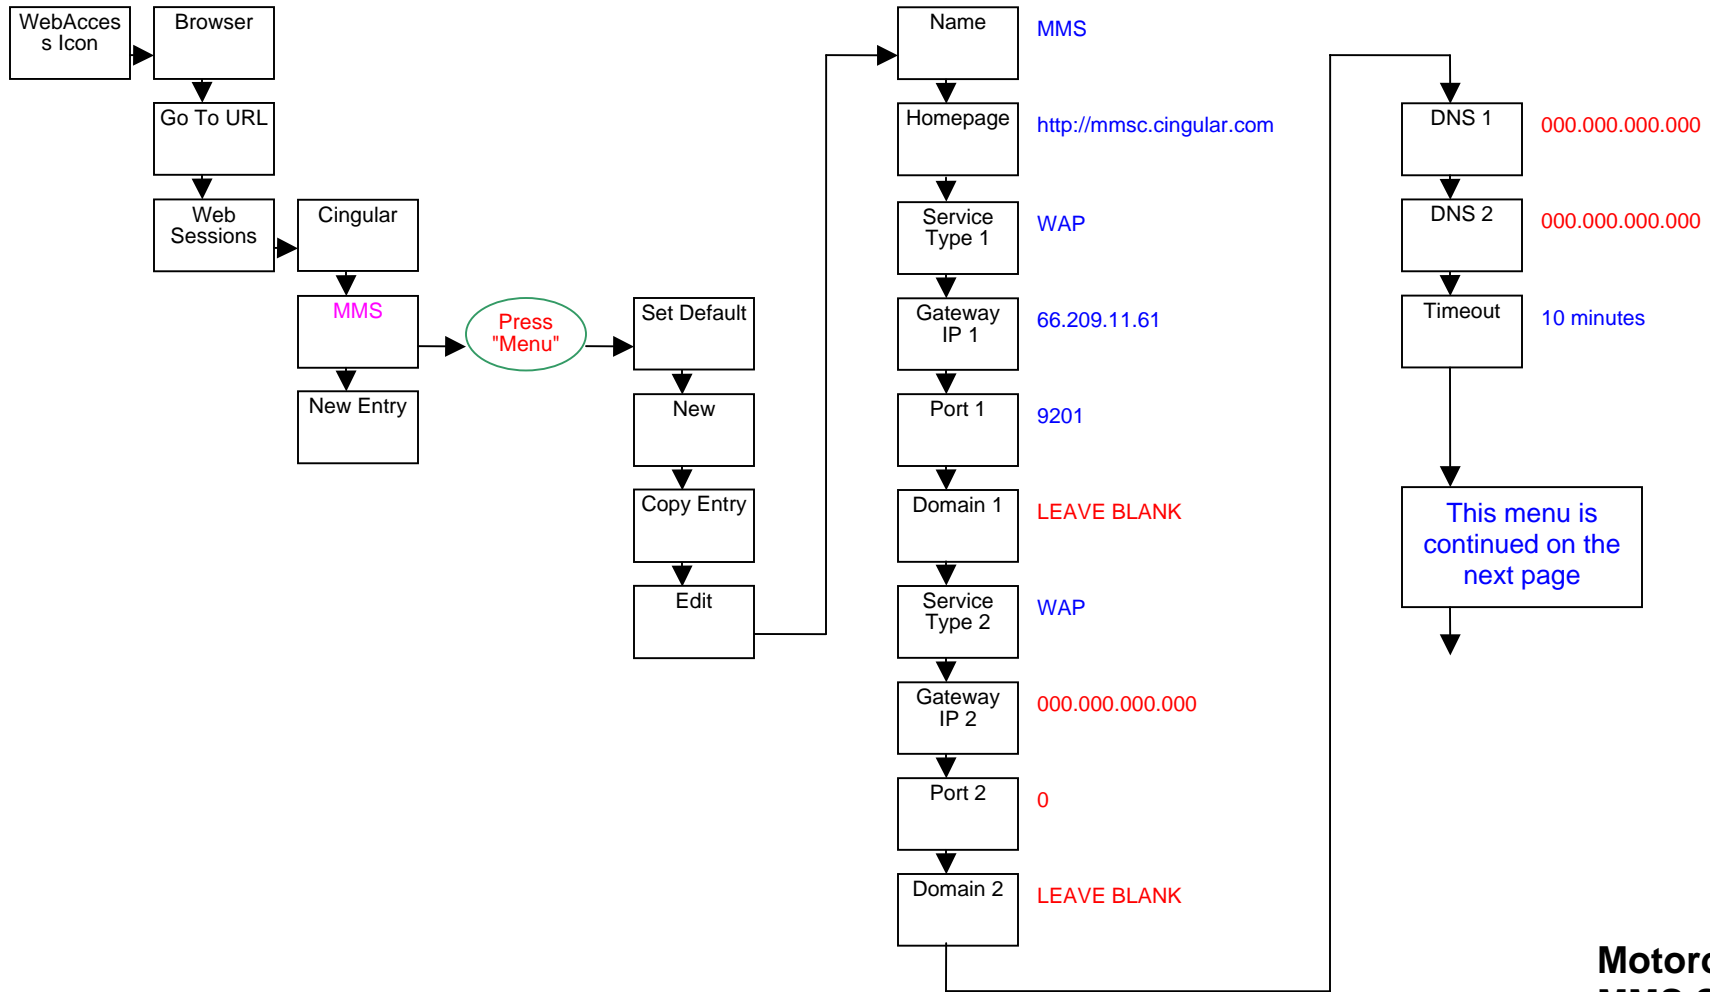 WebAcces
s Icon
Browser
Go To URL
Web
Sessions
Cingular
MMS
New Entry
Press
"Menu"
Set Default
New
Copy Entry
Edit
Name
MMS
Homepage
http://mmsc.cingular.com
Service
Type 1
WAP
Gateway
IP 1
66.209.11.61
Port 1
9201
Domain 1
LEAVE BLANK
Service
Type 2
WAP
Gateway
IP 2
000.000.000.000
Port 2
0
Domain 2
LEAVE BLANK
DNS 1
000.000.000.000
DNS 2
000.000.000.000
Timeout
10 minutes
This menu is
continued on the
next page